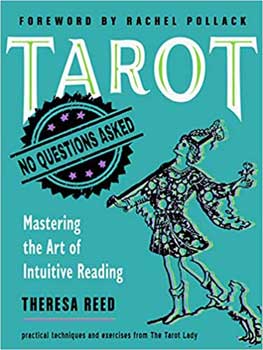 FOREWORD BY RACHEL POLLACK
TAROT
NO QUESTIONS ASKED
Mastering
the Art of
Intuitive Reading
THERESA REED
practical techniques and exercises from The Tarot Lady